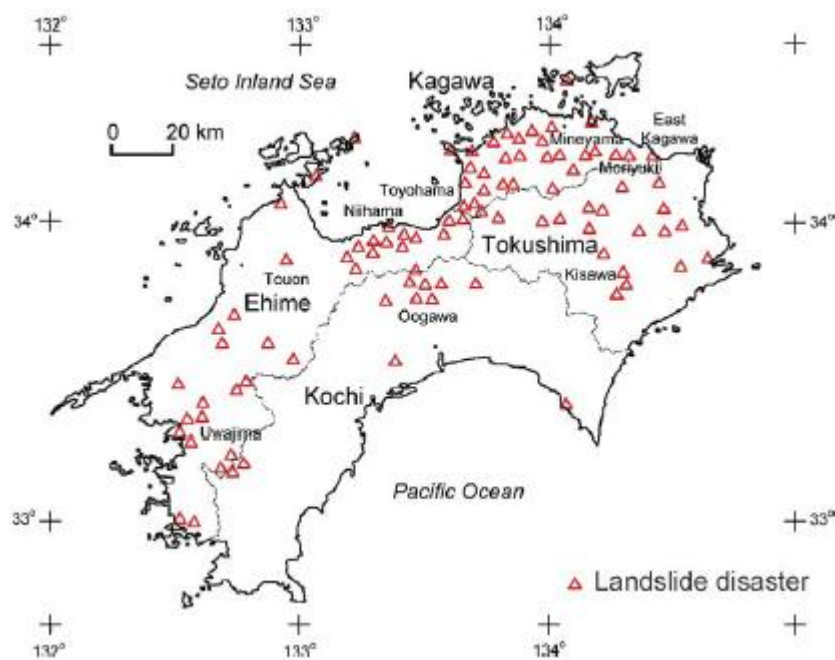 132°
133°
134°
Seto Inland Sea
Kagawa
0 20 km
East
Kagawa
Mineyama
Moriyukii
Toyohama
Niihama
34°
34°
Tokushima
Touon
Kisawa
Ehime
Oogawa
Kochi
Uwajima
Pacific Ocean
33°
33°
Landslide disaster
132°
133°
134°